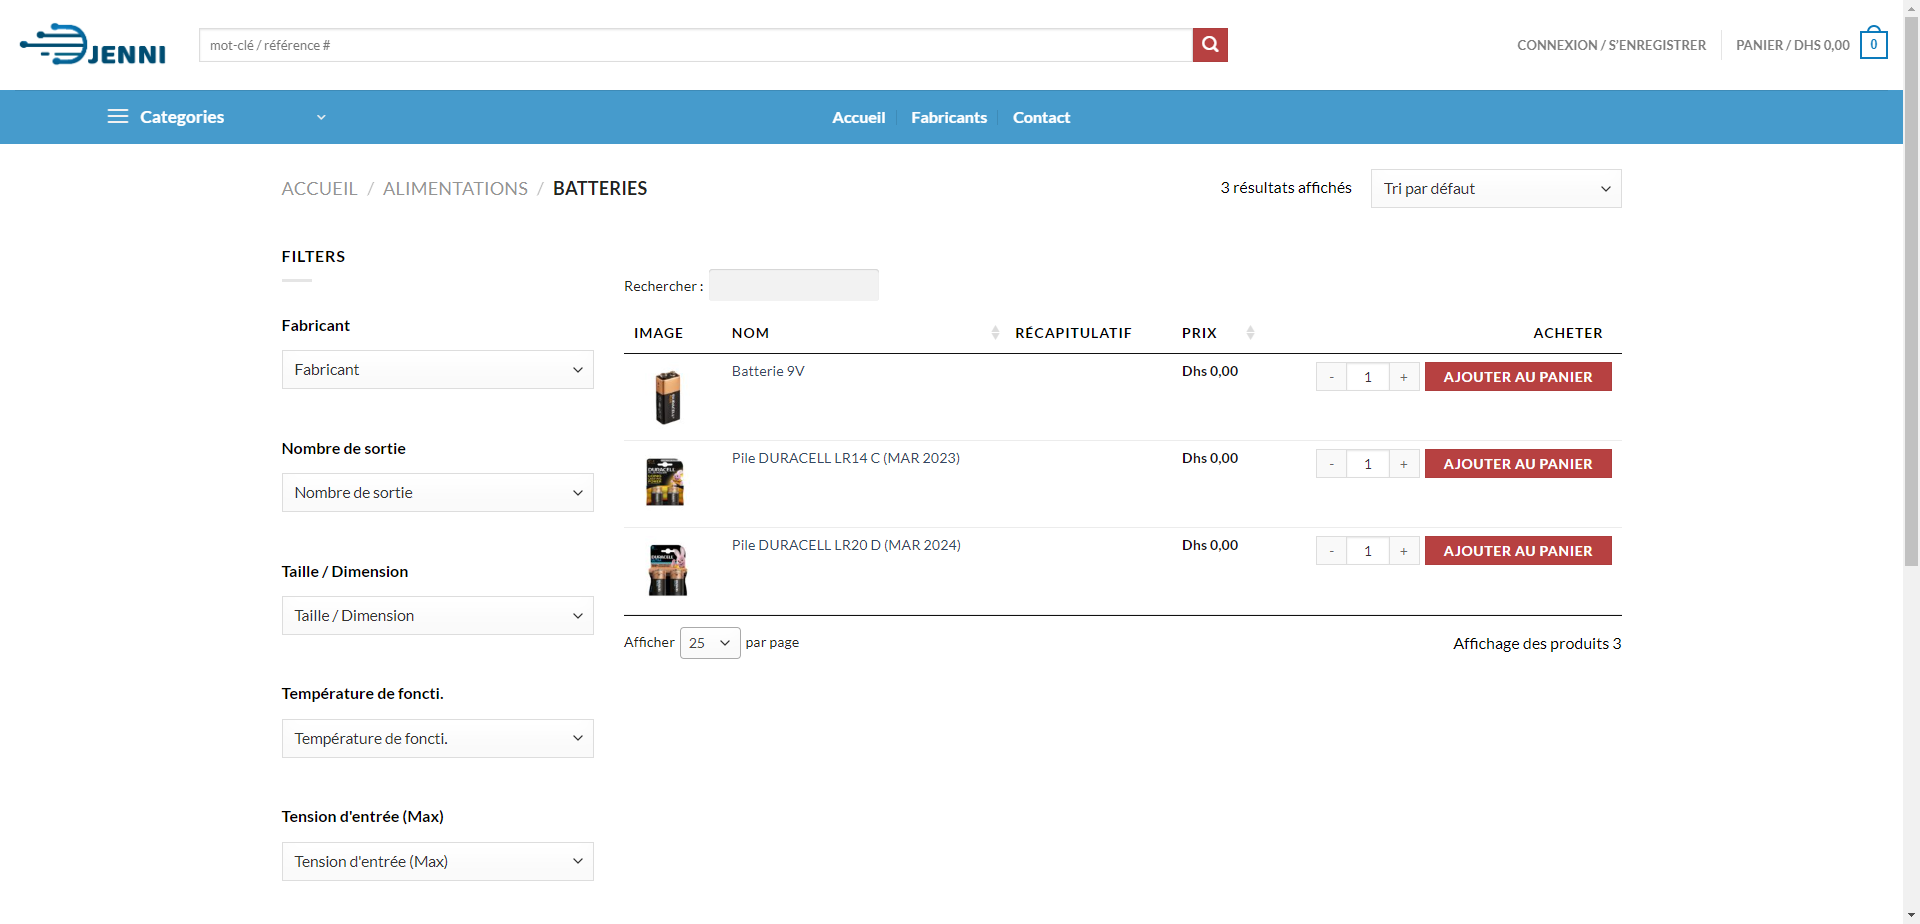 JENNI
mot-clé / référence #
CONNEXION / S'ENREGISTRER
PANIER / DHS 0,00
0
Categories
Accueil
Fabricants
Contact
ACCUEIL / ALIMENTATIONS / BATTERIES
3 résultats affichés
Tri par défaut
FILTERS
Fabricant
Fabricant
Nombre de sortie
Nombre de sortie
Taille / Dimension
Taille / Dimension
Température de foncti.
Température de foncti.
Tension d'entrée (Max)
Tension d'entrée (Max)
Rechercher :
IMAGE NOM RÉCAPITULATIF PRIX ACHETER
DURACELL
Batterie 9V Dhs 0,00 - 1 + AJOUTER AU PANIER
DURACELL
Pile DURACELL LR14 C (MAR 2023) Dhs 0,00 - 1 + AJOUTER AU PANIER
DURACELL
Pile DURACELL LR20 D (MAR 2024) Dhs 0,00 - 1 + AJOUTER AU PANIER
Afficher 25 par page
Affichage des produits 3